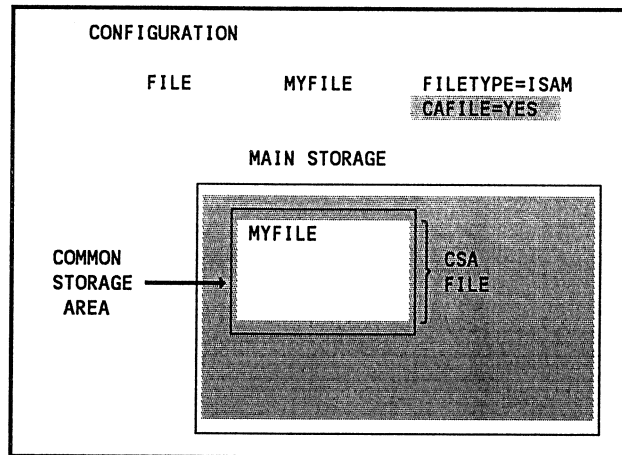 CONFIGURATION
FILE MYFILE FILETYPE=ISAM
CAFILE=YES
MAIN STORAGE
MYFILE
COMMON
STORAGE
AREA
CSA
FILE